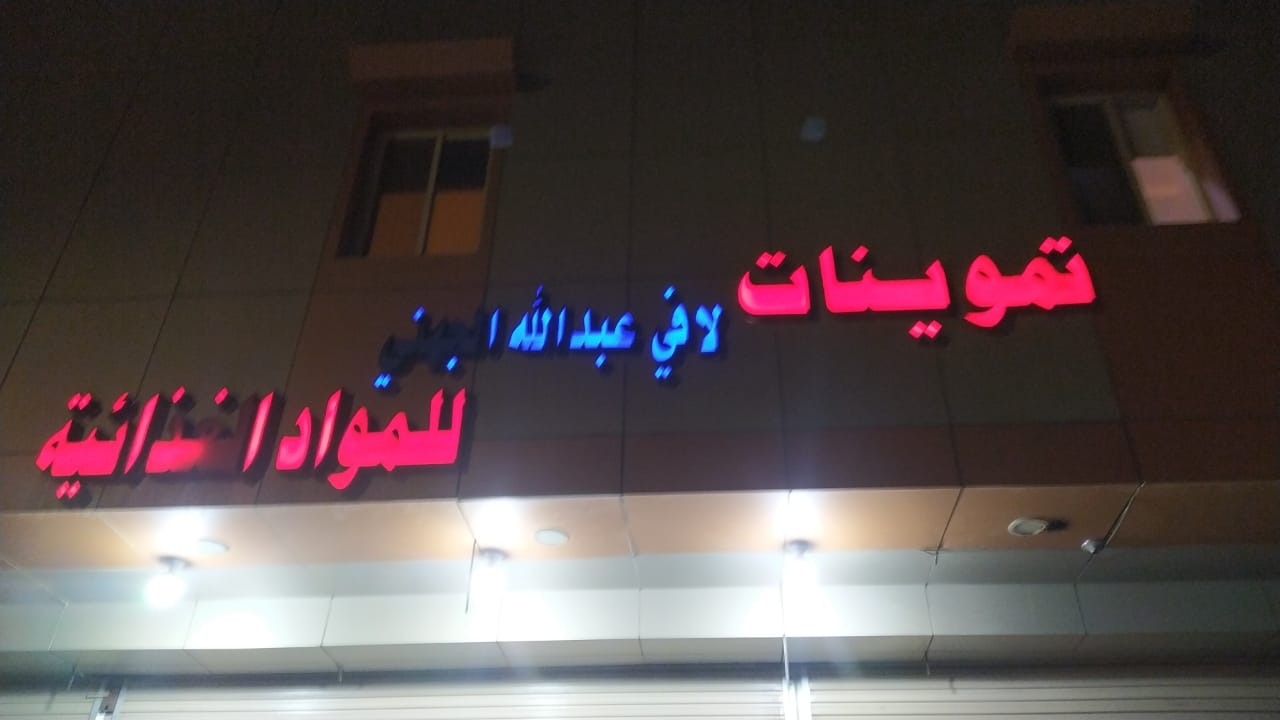 تموينات
لافي عبدالله الجهني
للمواد الغذائية